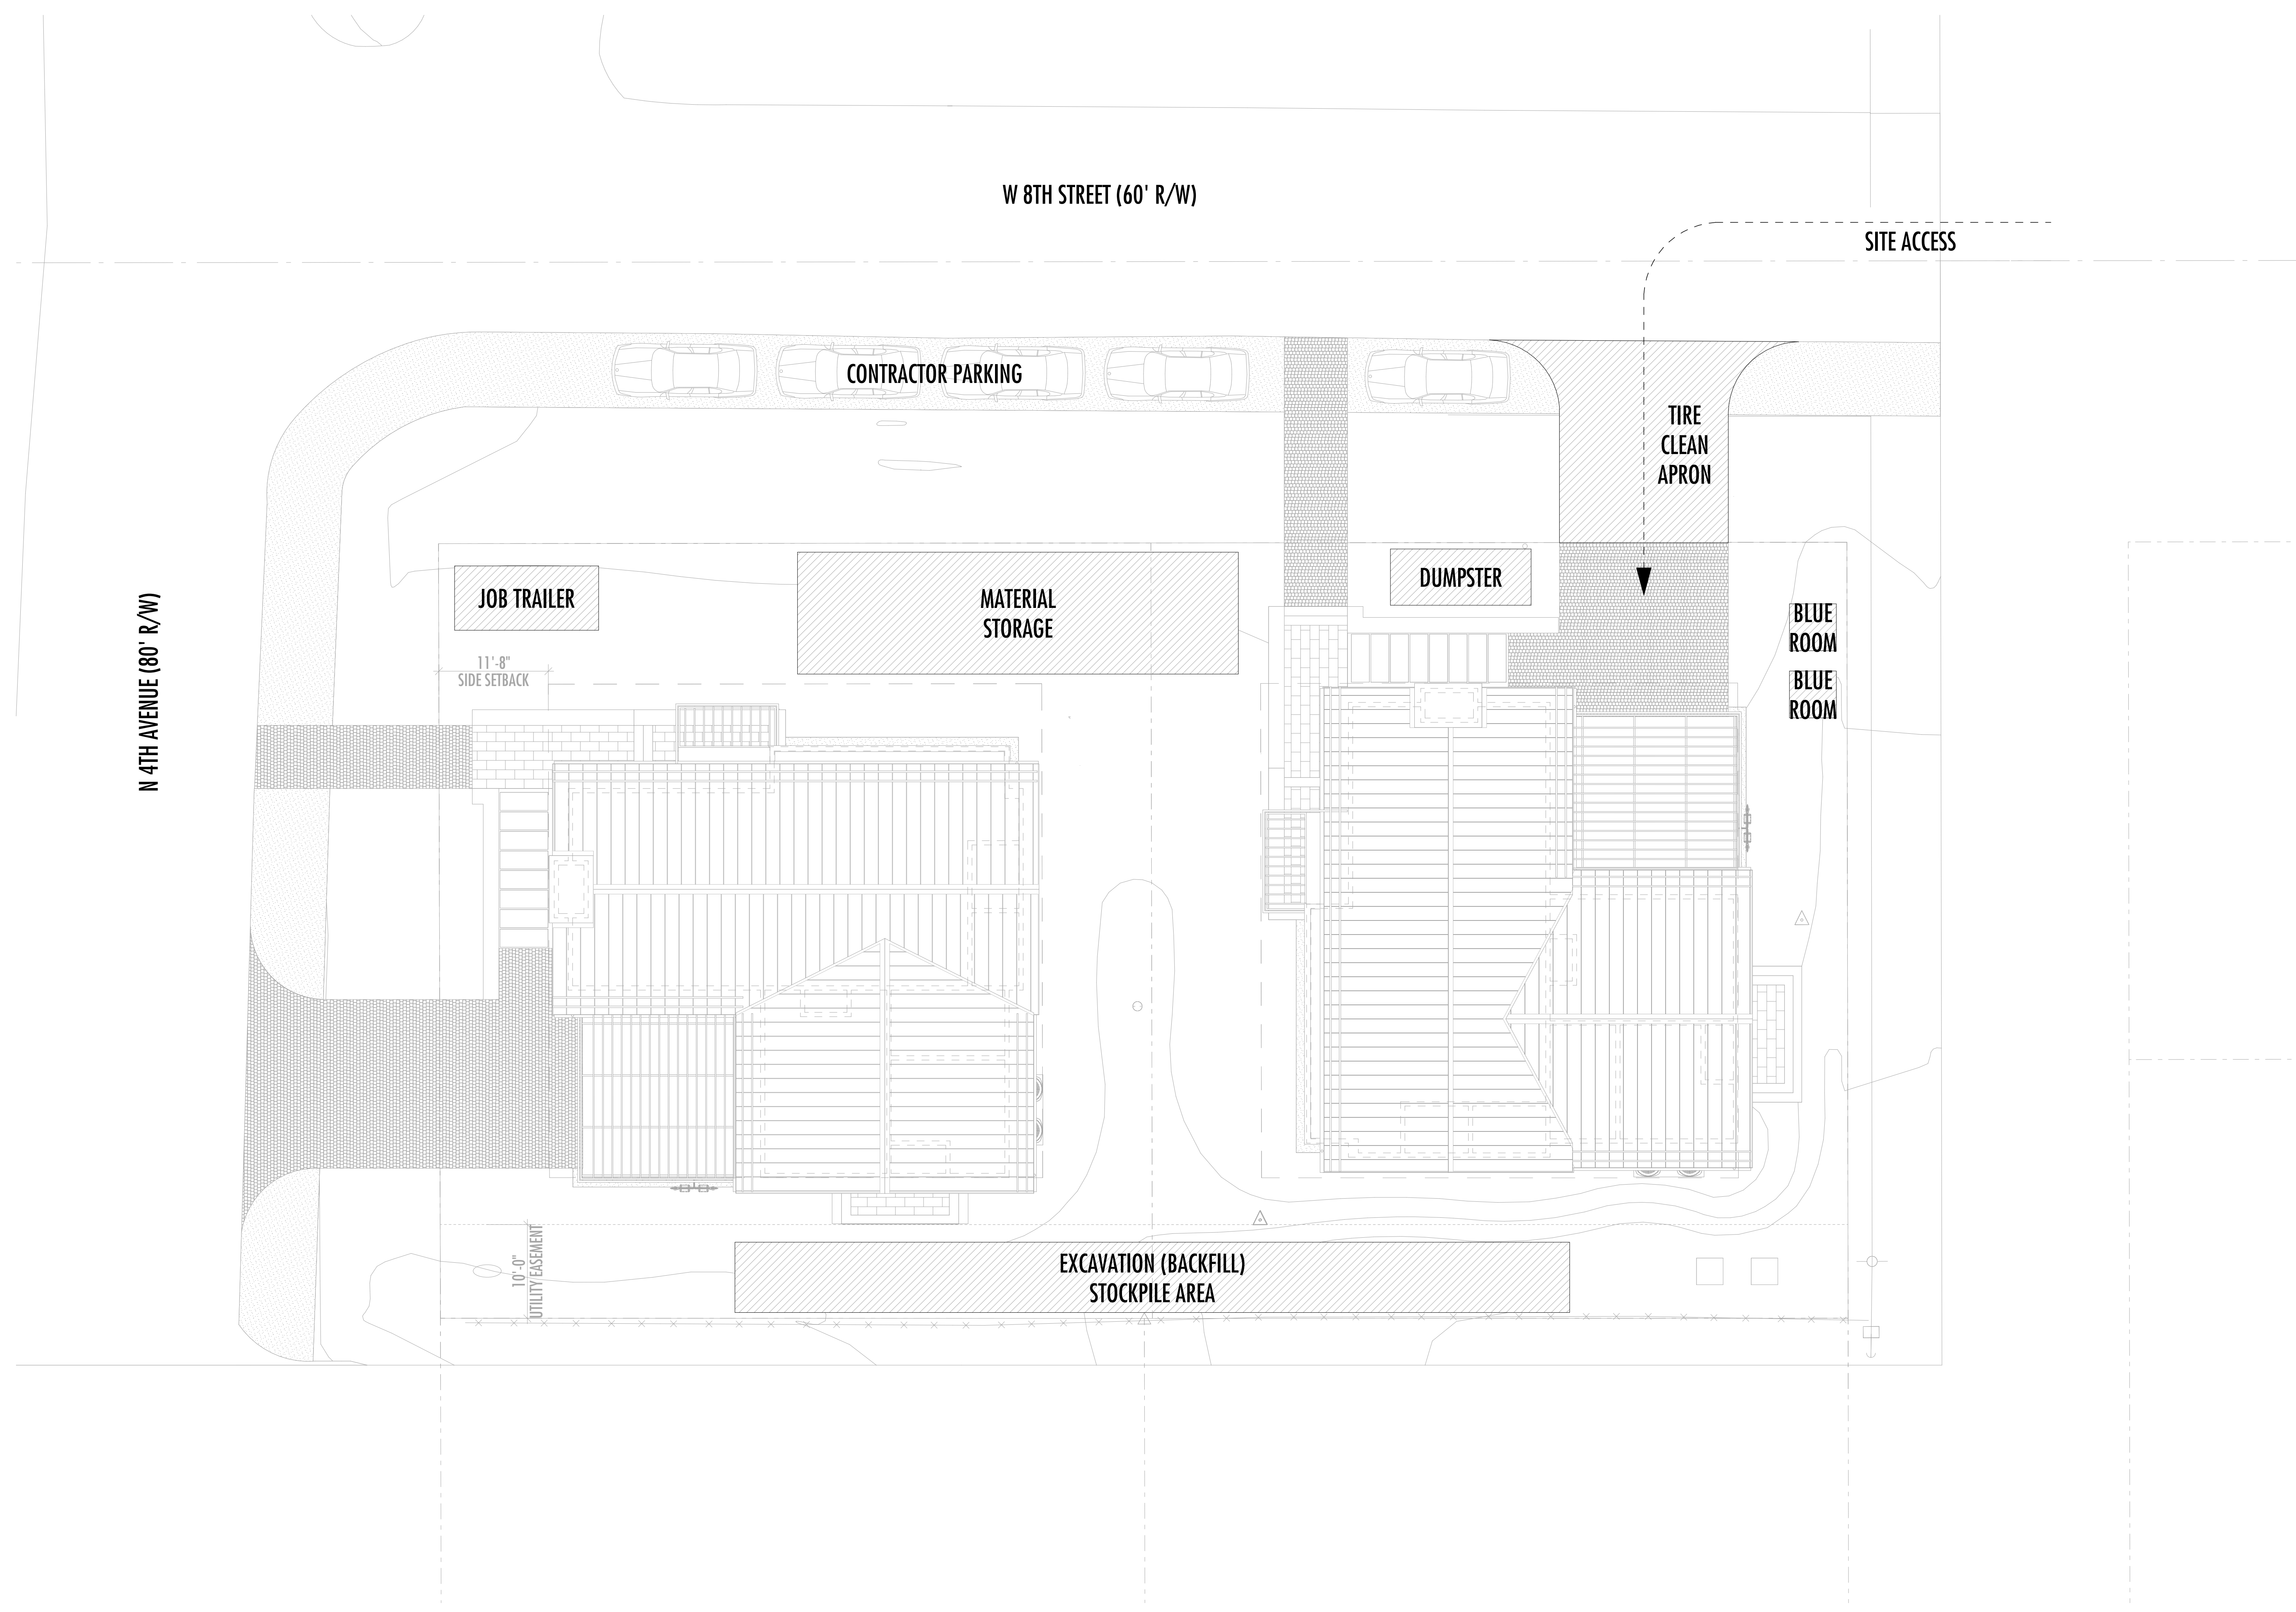 W 8TH STREET (60' R/W)
SITE ACCESS
CONTRACTOR PARKING
TIRE
CLEAN
APRON
JOB TRAILER
MATERIAL
STORAGE
DUMPSTER
BLUE
ROOM
BLUE
ROOM
11'-8"
SIDE SETBACK
N 4TH AVENUE (80' R/W)
10'-0"
UTILITY EASEMENT
EXCAVATION (BACKFILL)
STOCKPILE AREA